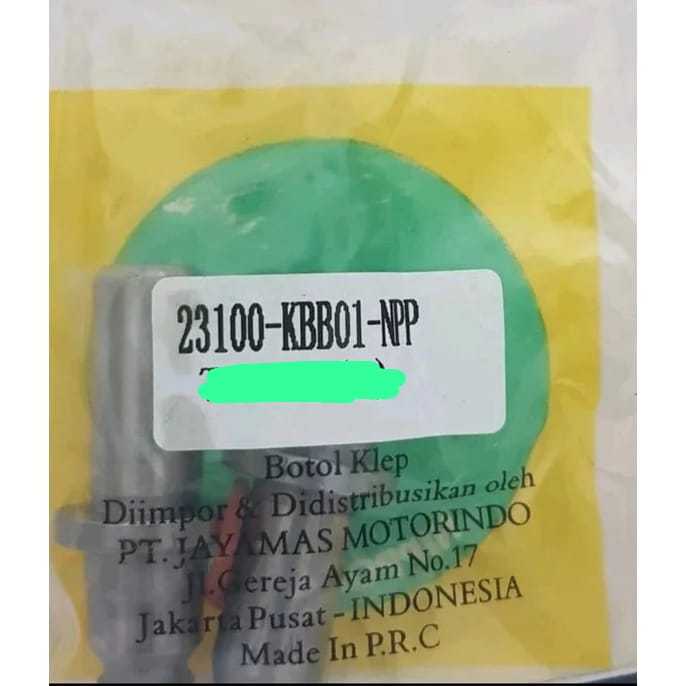 23100-KBB01-NPP
Botol Klep
Diimpor & Didistribusikan oleh
PT.JAYAMAS MOTORINDO
Jl.Gereja Ayam No.17
Jakarta Pusat - INDONESIA
Made In P.R.C